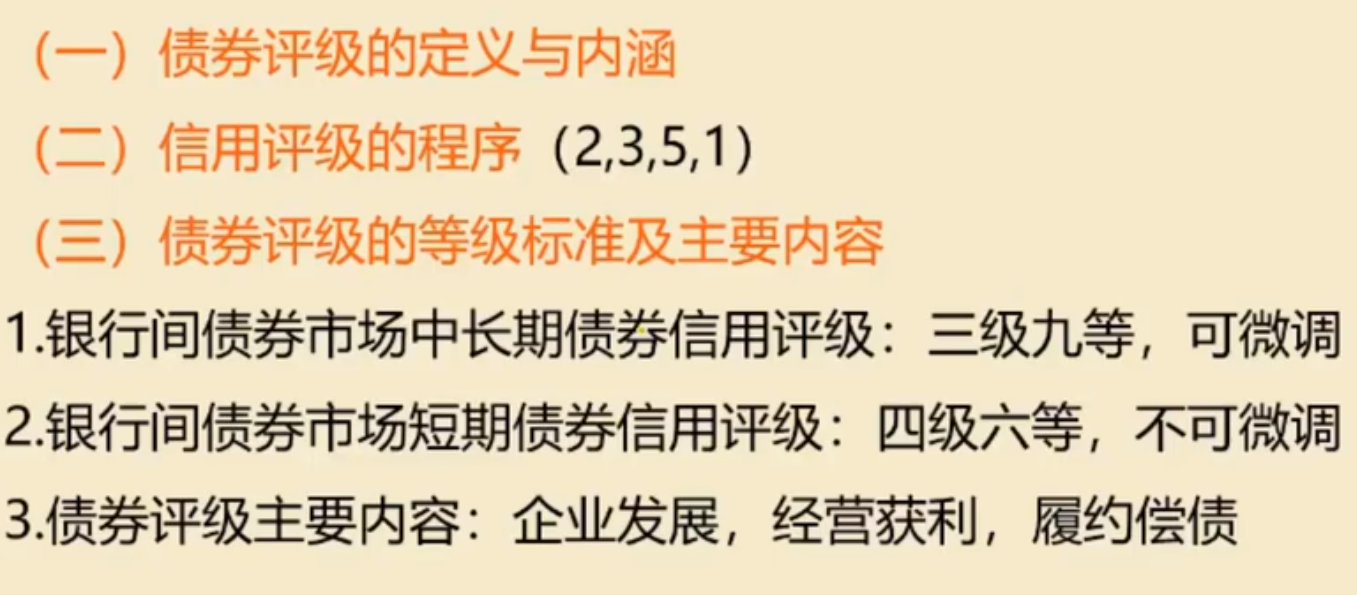 （一）债券评级的定义与内涵
（二）信用评级的程序（2,3,5,1）
（三）债券评级的等级标准及主要内容
1.银行间债券市场中长期债券信用评级：三级九等，可微调
2.银行间债券市场短期债券信用评级：四级六等，不可微调
3.债券评级主要内容：企业发展，经营获利，履约偿债